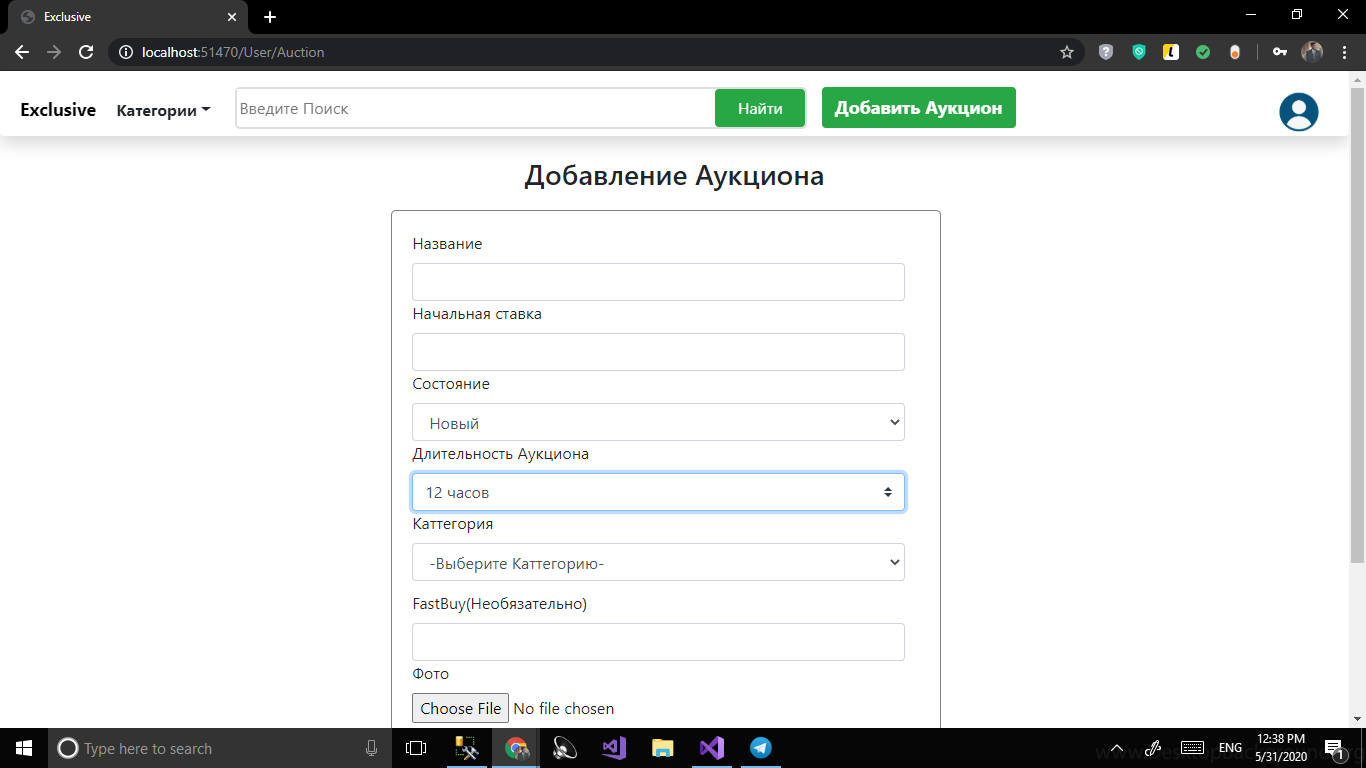 Exclusive
localhost:51470/User/Auction
Exclusive Категории Введите Поиск Найти Добавить Аукцион
Добавление Аукциона
Название
Начальная ставка
Состояние
Новый
Длительность Аукциона
12 часов
Каттегория
-Выберите Каттегорию-
FastBuy(Необязательно)
Фото
Choose File No file chosen
Type here to search
ENG
12:38 PM
5/31/2020
1